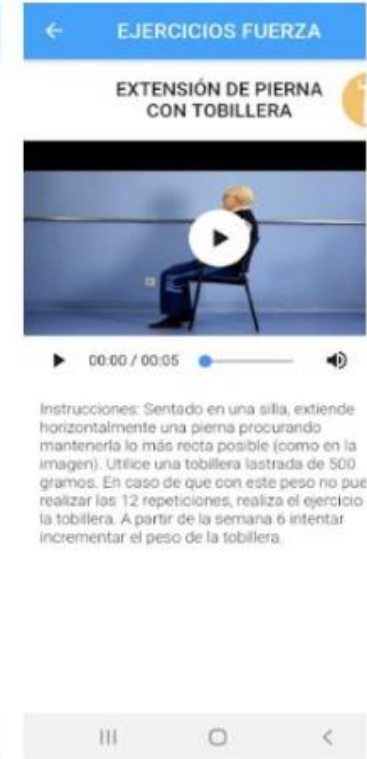 EJERCICIOS FUERZA
EXTENSIÓN DE PIERNA
CON TOBILLERA
00:00 / 00:05
Instrucciones: Sentado en una silla, extiende
horizontalmente una pierna procurando
mantenerla lo más recta posible (como en la
imagen). Utilice una tobillera lastrada de 500
gramos. En caso de que con este peso no pue
realizar las 12 repeticiones, realiza el ejercicio
la tobillera. A partir de la semana 6 intentar
incrementar el peso de la tobillera.